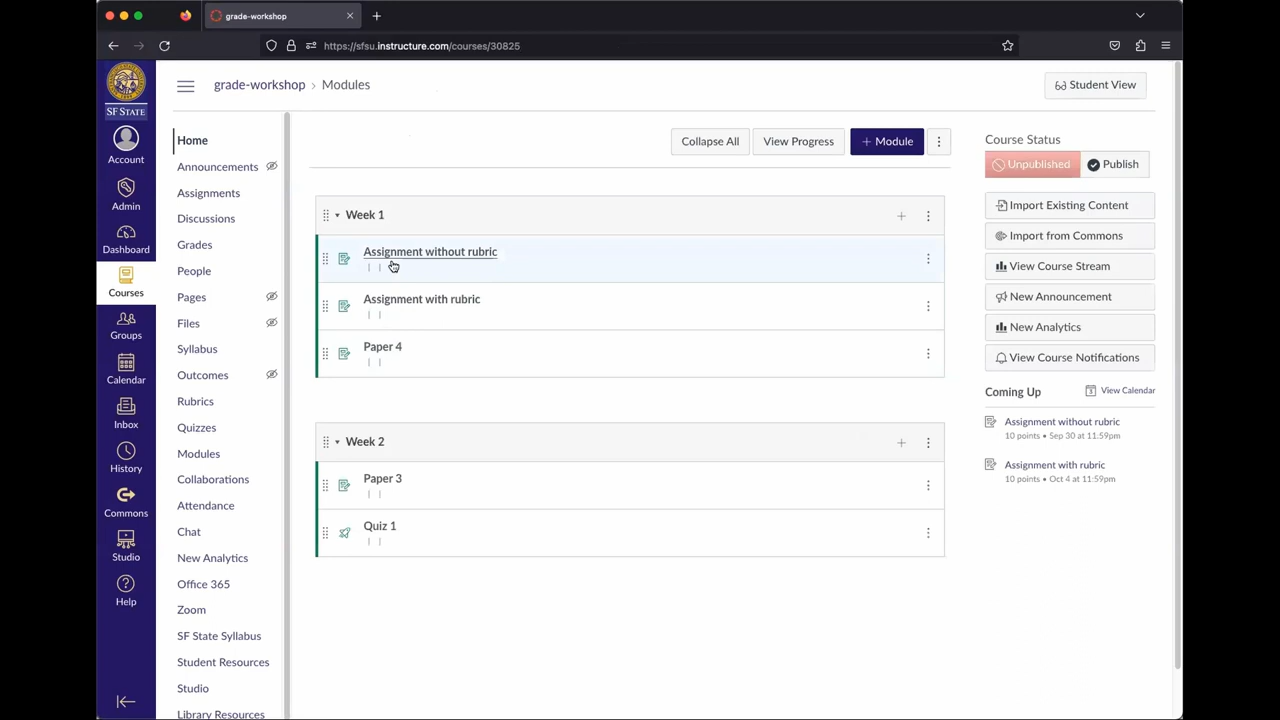 grade-workshop
https://sfsu.instructure.com/courses/30825
SF STATE
Account
Admin
Dashboard
Courses
Groups
Calendar
Inbox
History
Commons
Studio
Help
grade-workshop › Modules
Student View
Home
Announcements
Assignments
Discussions
Grades
People
Pages
Files
Syllabus
Outcomes
Rubrics
Quizzes
Modules
Collaborations
Attendance
Chat
New Analytics
Office 365
Zoom
SF State Syllabus
Student Resources
Studio
Library Resources
Collapse All
View Progress
+ Module
Week 1
Assignment without rubric
Assignment with rubric
Paper 4
Week 2
Paper 3
Quiz 1
Course Status
Unpublished
Publish
Import Existing Content
Import from Commons
View Course Stream
New Announcement
New Analytics
View Course Notifications
Coming Up
View Calendar
Assignment without rubric
10 points • Sep 30 at 11:59pm
Assignment with rubric
10 points • Oct 4 at 11:59pm